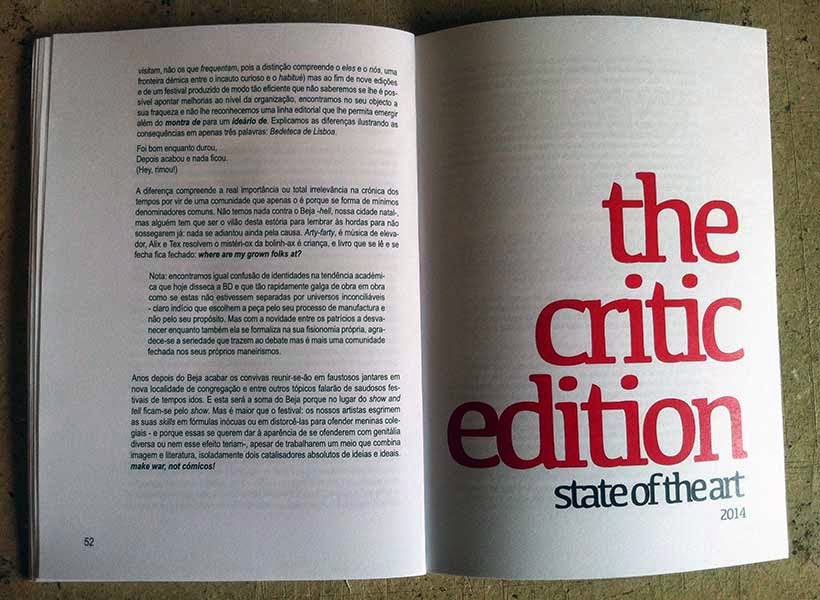 visitam, não os que frequentam, pois a distinção compreende o eles e o nós, uma
fronteira démica entre o incauto curioso e o habitué) mas ao fim de nove edições
e de um festival produzido de modo tão eficiente que não saberemos se lhe é pos-
sível apontar melhorias ao nível da organização, encontramos no seu objecto a
sua fraqueza e não lhe reconhecemos uma linha editorial que lhe permita emergir
além do montra de para um ideário de. Explicamos as diferenças ilustrando as
consequências em apenas três palavras: Bedeteca de Lisboa.
Foi bom enquanto durou,
Depois acabou e nada ficou.
(Hey, rimou!)
A diferença compreende a real importância ou total irrelevância na crónica dos
tempos por vir de uma comunidade que apenas o é porque se forma de mínimos
denominadores comuns. Não temos nada contra o Beja -hell, nossa cidade natal-,
mas alguém tem que ser o vilão desta estória para lembrar às hordas para não
sossegarem já: nada se adiantou ainda pela causa. Arty-farty, é música de eleva-
dor, Alix e Tex resolvem o mistéri-ox da bolinh-ax é criança, e livro que se lê e se
fecha fica fechado: where are my grown folks at?
Nota: encontramos igual confusão de identidades na tendência académi-
ca que hoje disseca a BD e que tão rapidamente galga de obra em obra
como se estas não estivessem separadas por universos inconciliáveis
- claro indício que escolhem a peça pelo seu processo de manufactura e
não pelo seu propósito. Mas com a novidade entre os patrícios a desva-
necer enquanto também ela se formaliza na sua fisionomia própria, agra-
dece-se a seriedade que trazem ao debate mas é mais uma comunidade
fechada nos seus próprios maneirismos.
Anos depois do Beja acabar os convivas reunir-se-ão em faustosos jantares em
nova localidade de congregação e entre outros tópicos falarão de saudosos fes-
tivais de tempos idos. E esta será a soma do Beja porque no lugar do show and
tell ficam-se pelo show. Mas é maior que o festival: os nossos artistas esgrimem
as suas skills em fórmulas inócuas ou em distorcê-las para ofender meninas cole-
giais - e porque essas se querem dar à aparência de se ofenderem com genitália
diversa ou nem esse efeito teriam-, apesar de trabalharem um meio que combina
imagem e literatura, isoladamente dois catalisadores absolutos de ideias e ideais.
make war, not cómicos!
52
the
critic
edition
state of the art
2014